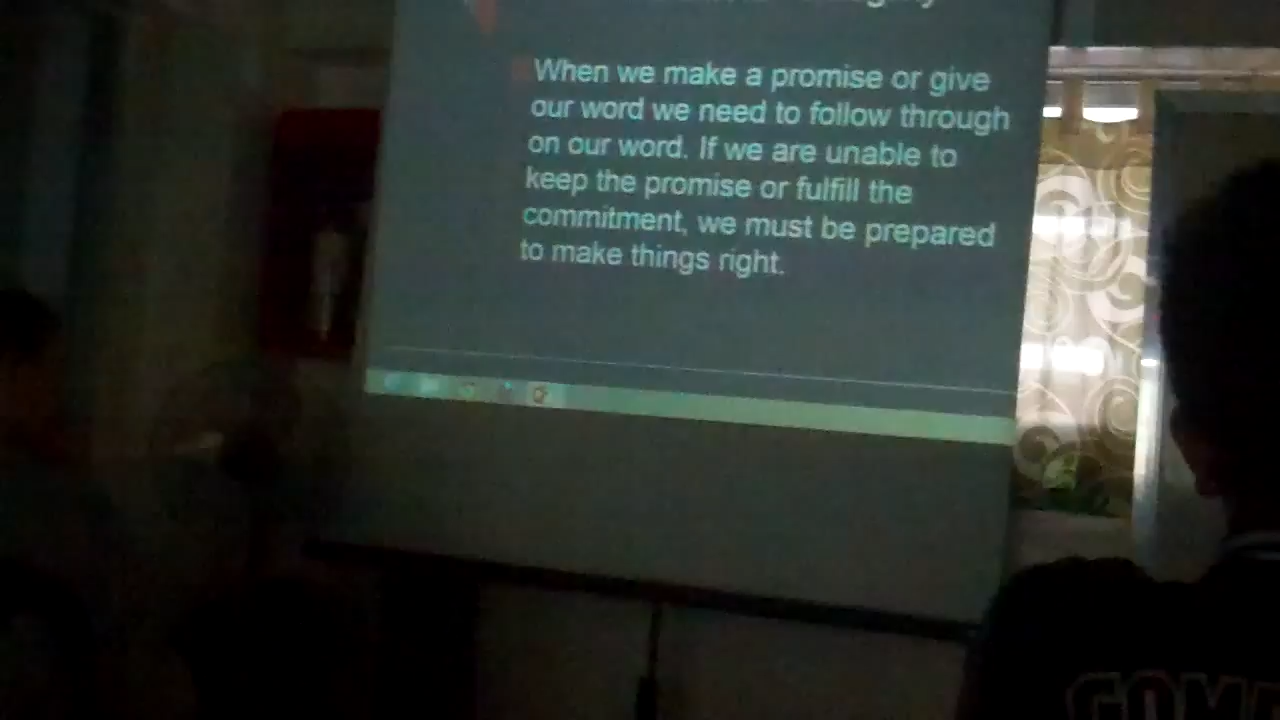 When we make a promise or give
our word we need to follow through
on our word. If we are unable to
keep the promise or fulfill the
commitment, we must be prepared
to make things right.